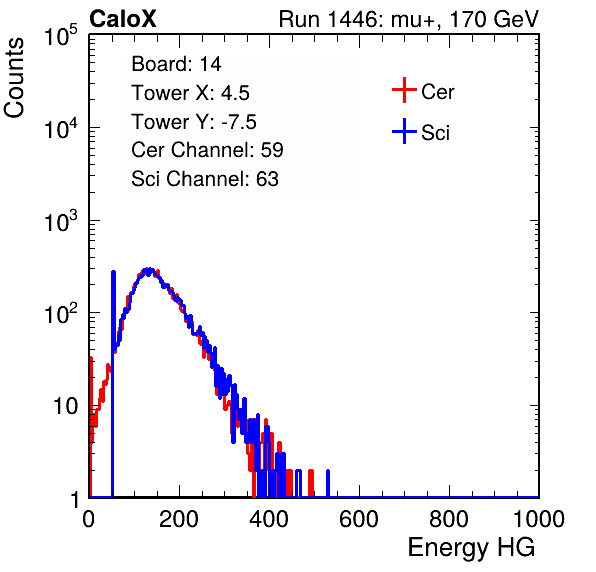 CaloX Run 1446: mu+, 170 GeV
Counts
10^5
10^4
10^3
10^2
10
1
Board: 14
Tower X: 4.5
Tower Y: -7.5
Cer Channel: 59
Sci Channel: 63
Cer
Sci
0 200 400 600 800 1000
Energy HG